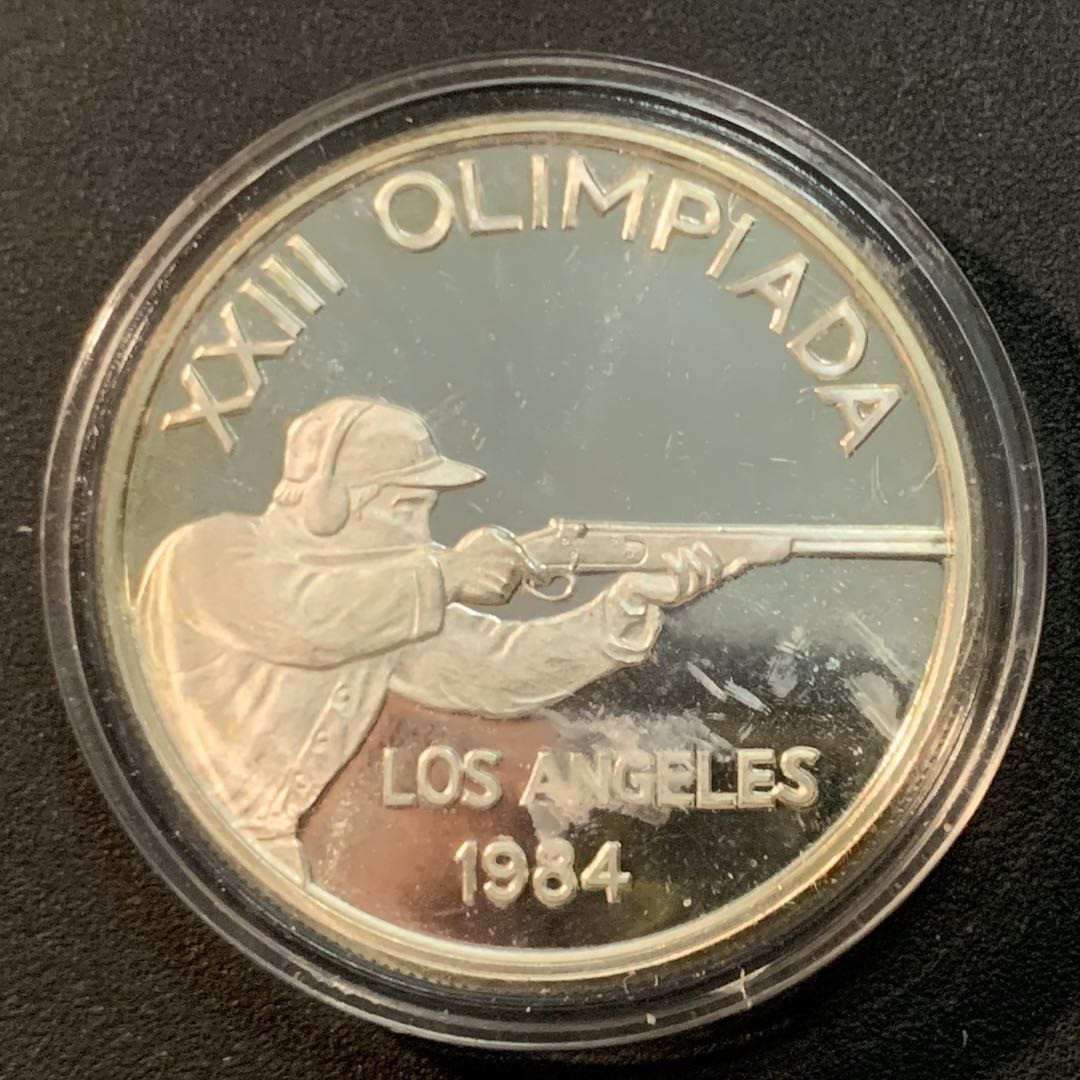 XXIII OLIMPIADA
LOS ANGELES
1984